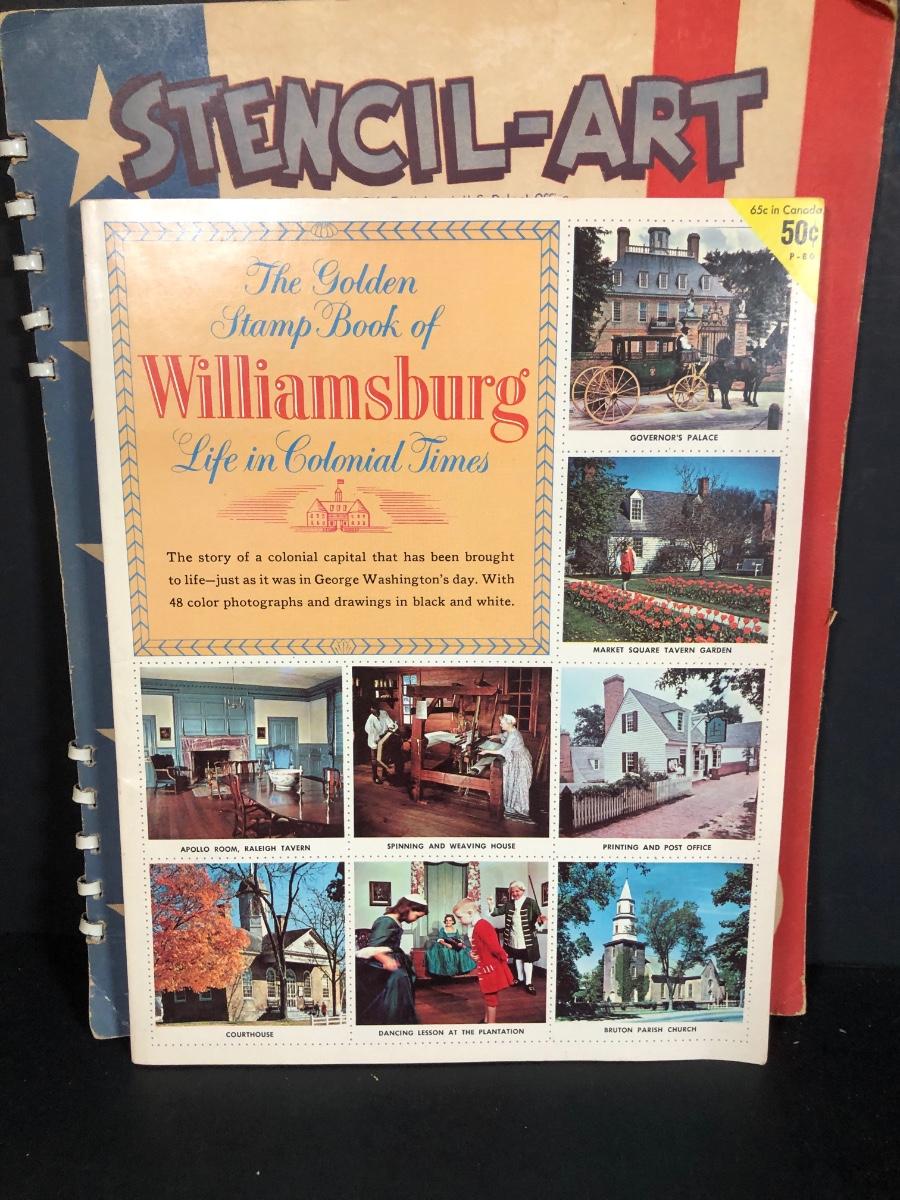 STENCIL-ART
65c in Canada
50¢
The Golden
Stamp Book of
Williamsburg
Life in Colonial Times
The story of a colonial capital that has been brought
to life—just as it was in George Washington's day. With
48 color photographs and drawings in black and white.
GOVERNOR'S PALACE
MARKET SQUARE TAVERN GARDEN
APOLLO ROOM, RALEIGH TAVERN
SPINNING AND WEAVING HOUSE
PRINTING AND POST OFFICE
COURTHOUSE
DANCING LESSON AT THE PLANTATION
BRUTON PARISH CHURCH